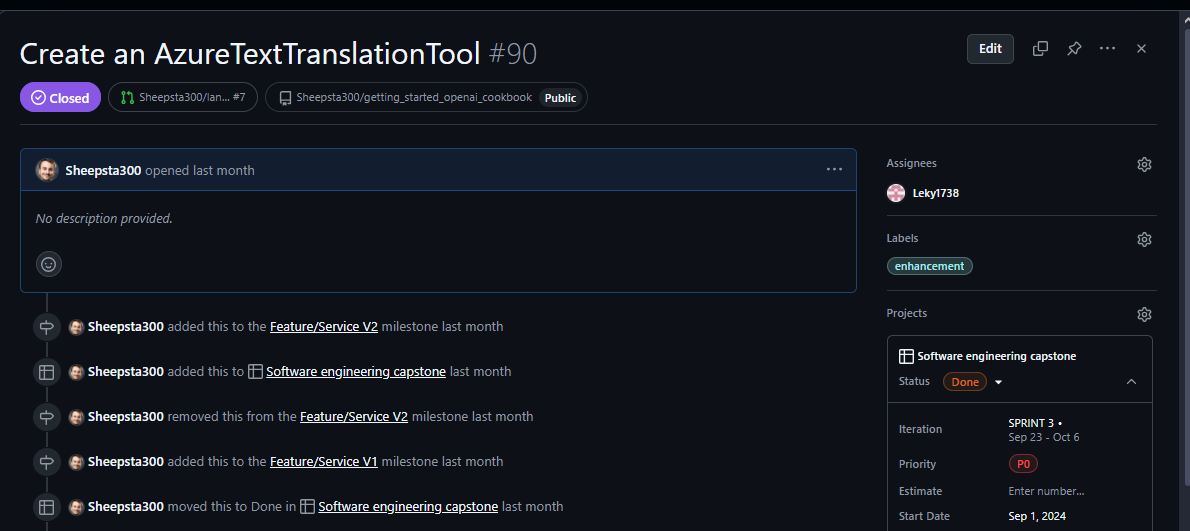 Create an AzureTextTranslationTool #90
Edit
Closed
Sheepsta300/lan... #7
Sheepsta300/getting_started_openai_cookbook Public
Sheepsta300 opened last month
No description provided.
Sheepsta300 added this to the Feature/Service V2 milestone last month
Sheepsta300 added this to Software engineering capstone last month
Sheepsta300 removed this from the Feature/Service V2 milestone last month
Sheepsta300 added this to the Feature/Service V1 milestone last month
Sheepsta300 moved this to Done in Software engineering capstone last month
Assignees
Leky1738
Labels
enhancement
Projects
Software engineering capstone
Status Done
Iteration SPRINT 3 •
Sep 23 - Oct 6
Priority P0
Estimate Enter number...
Start Date Sep 1, 2024